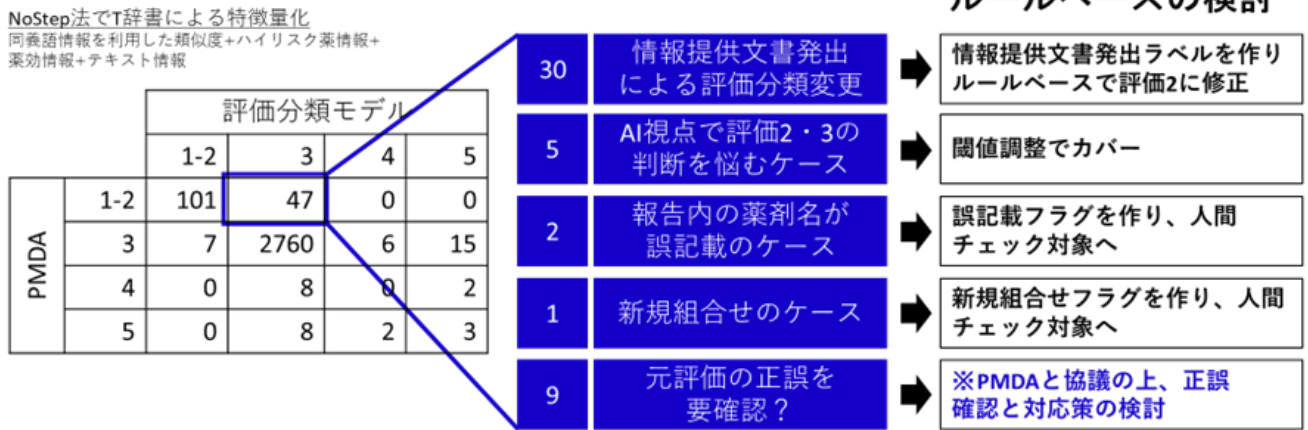 ルールベースの検討
NoStep法でT辞書による特徴量化
同義語情報を利用した類似度+ハイリスク薬情報+
薬効情報+テキスト情報
評価分類モデル
1-2 3 4 5
PMDA
1-2 101 47 0 0
3 7 2760 6 15
4 0 8 0 2
5 0 8 2 3
30
情報提供文書発出
による評価分類変更
情報提供文書発出ラベルを作り
ルールベースで評価2に修正
5
AI視点で評価2・3の
判断を悩むケース
閾値調整でカバー
2
報告内の薬剤名が
誤記載のケース
誤記載フラグを作り、人間
チェック対象へ
1
新規組合せのケース
新規組合せフラグを作り、人間
チェック対象へ
9
元評価の正誤を
要確認？
※PMDAと協議の上、正誤
確認と対応策の検討